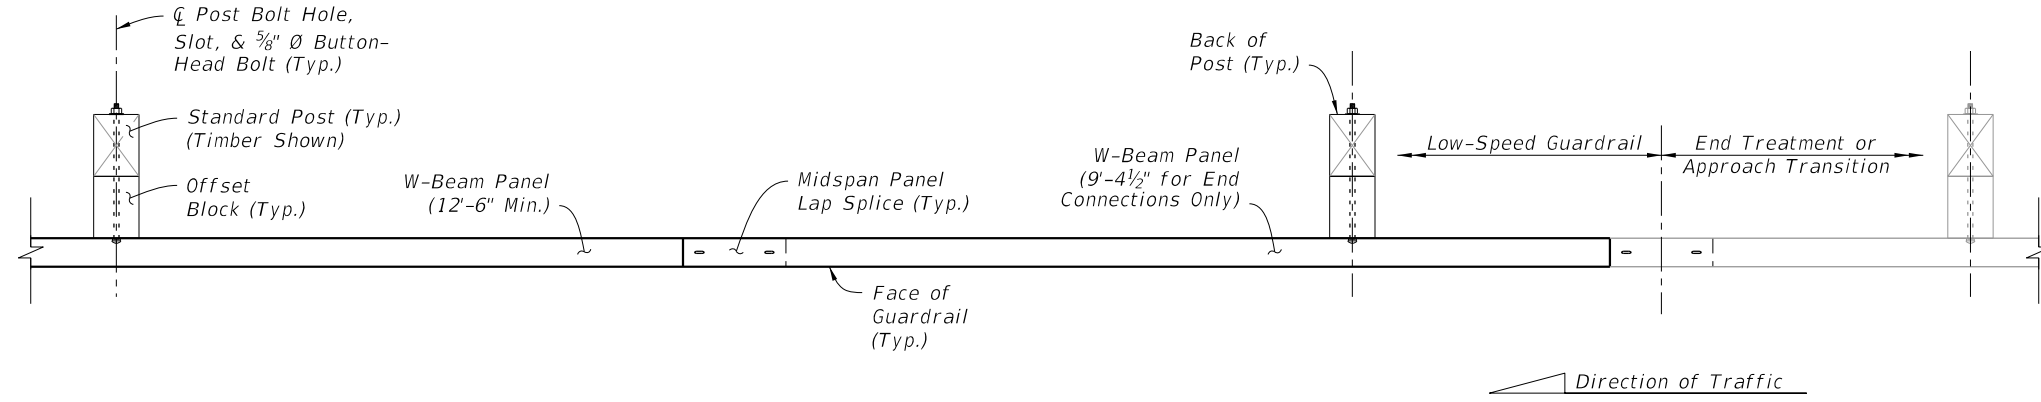 ℄ Post Bolt Hole,
Slot, & ⅝" Ø Button-
Head Bolt (Typ.)
Standard Post (Typ.)
(Timber Shown)
Offset
Block (Typ.)
W-Beam Panel
(12'-6" Min.)
Midspan Panel
Lap Splice (Typ.)
Face of
Guardrail
(Typ.)
W-Beam Panel
(9'-4½" for End
Connections Only)
Back of
Post (Typ.)
Low-Speed Guardrail
End Treatment or
Approach Transition
Direction of Traffic